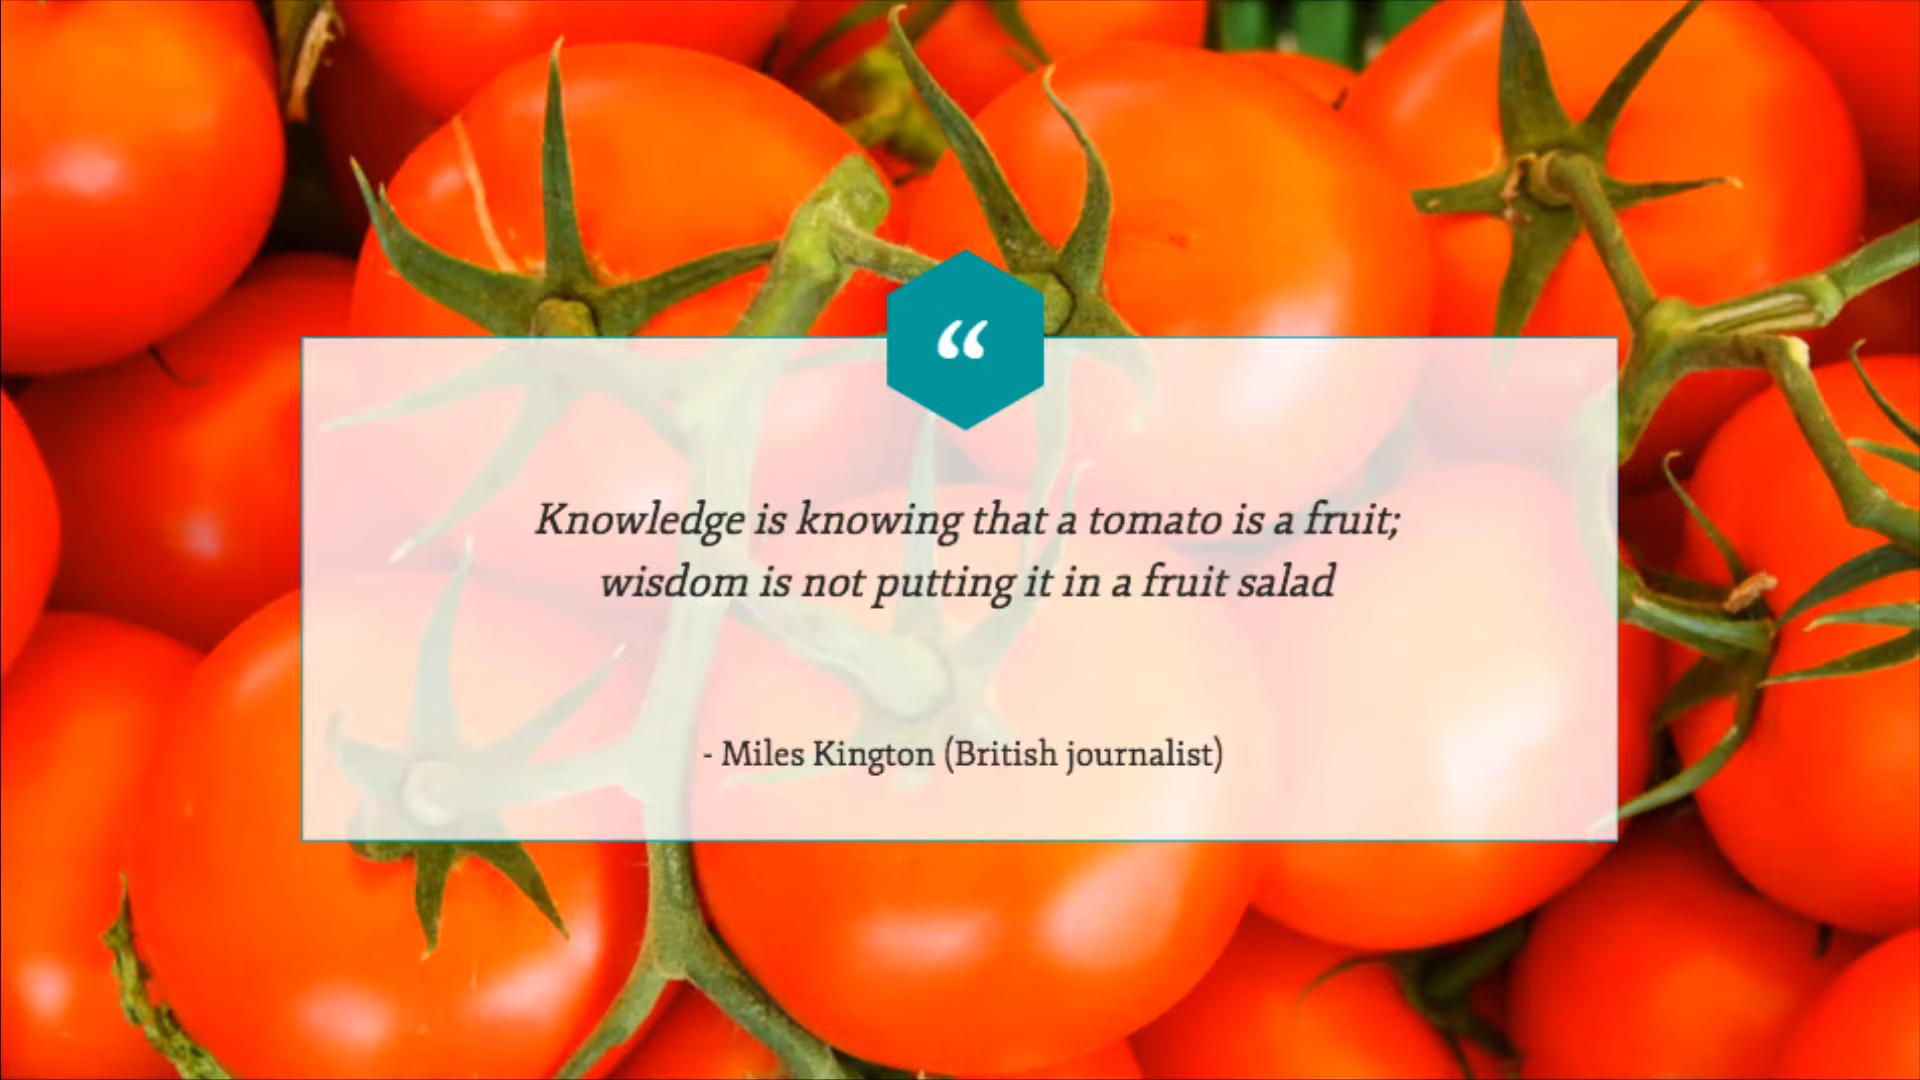 “
Knowledge is knowing that a tomato is a fruit;
wisdom is not putting it in a fruit salad
- Miles Kington (British journalist)